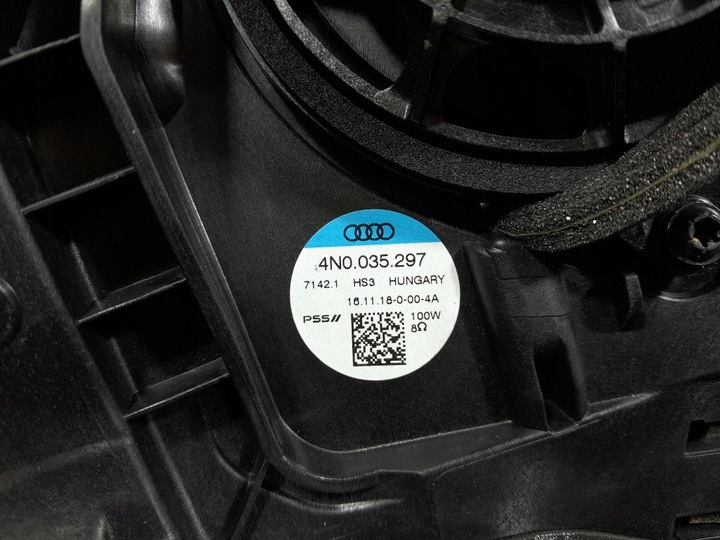 4N0.035.297
7142.1 HS3 HUNGARY
16.11.18-0-00-4A
PSS// 100W
8Ω